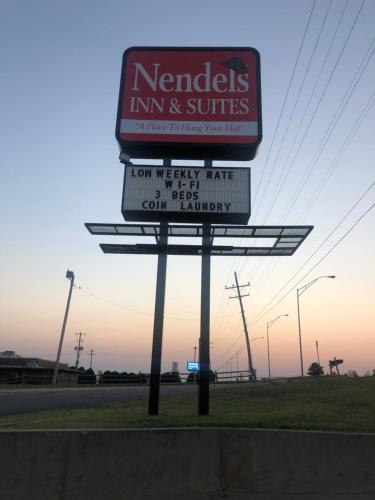 Nendels
INN & SUITES
"A Place To Hang Your Hat"
LOW WEEKLY RATE
WI-FI
3 BEDS
COIN LAUNDRY